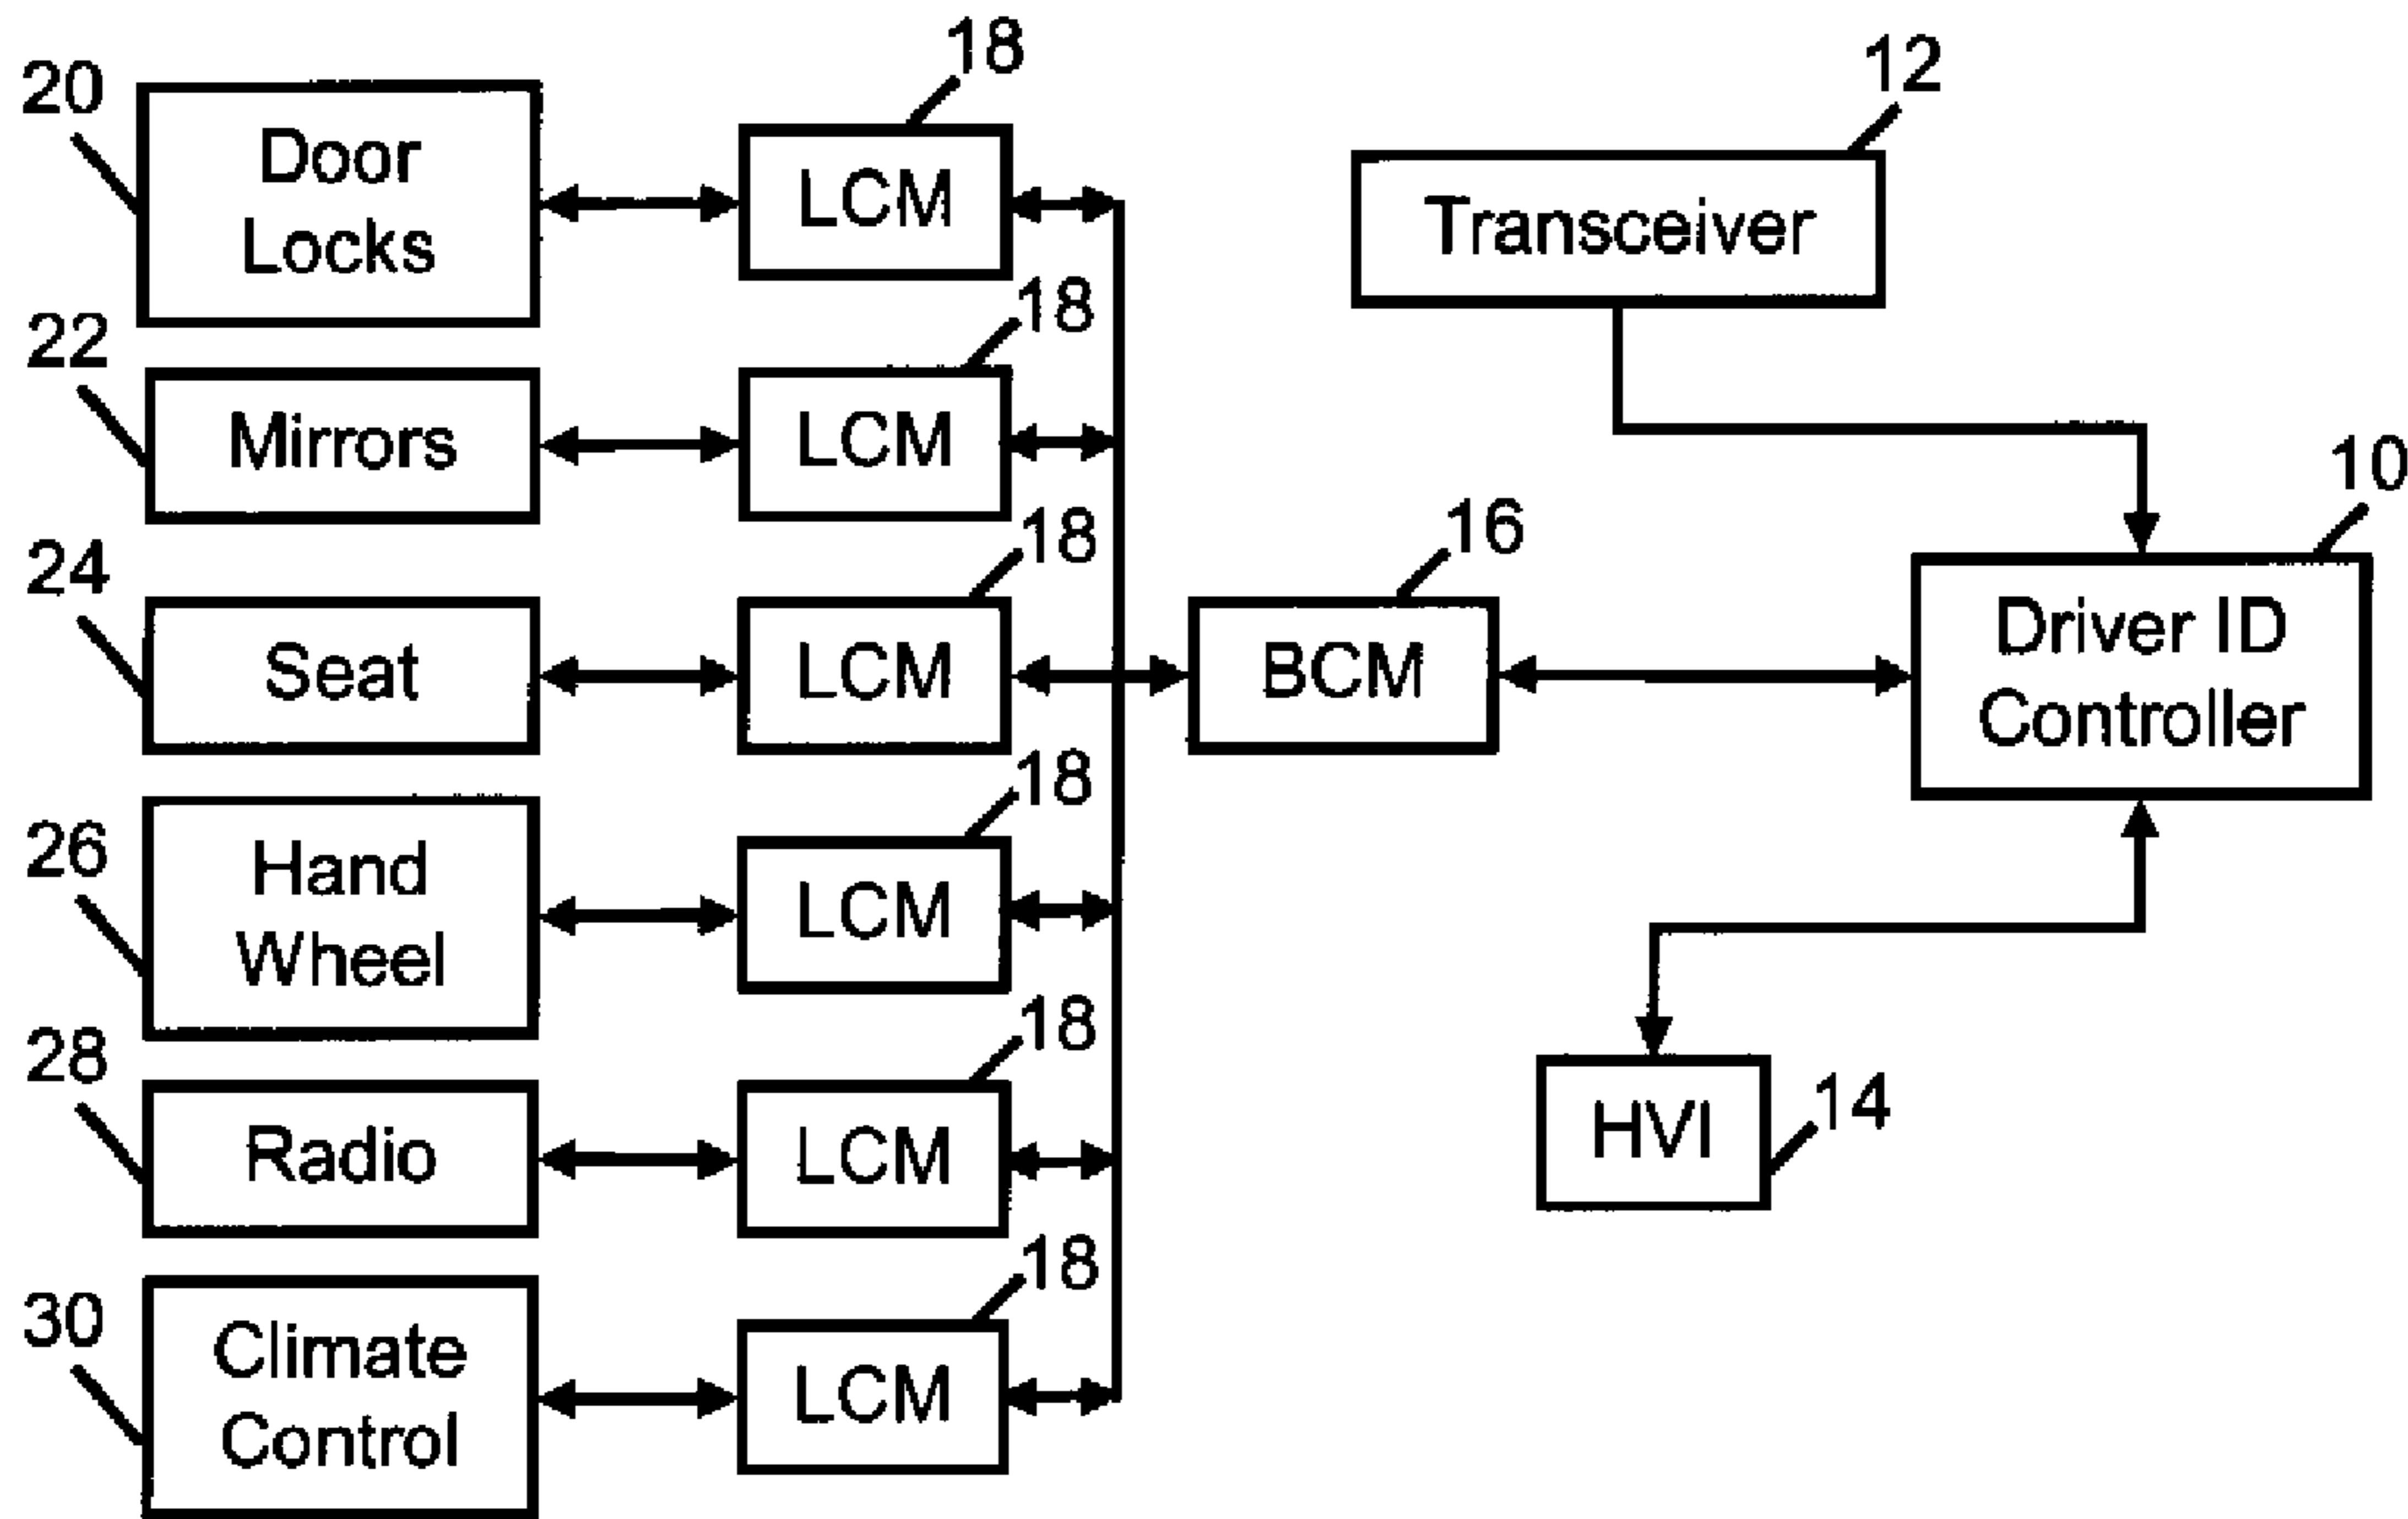 18
12
20
Door
Locks
LCM
Transceiver
18
22
Mirrors
LCM
10
18
16
24
Seat
LCM
BCM
Driver ID
Controller
18
26
Hand
Wheel
LCM
18
28
Radio
LCM
HVI
14
18
30
Climate
Control
LCM